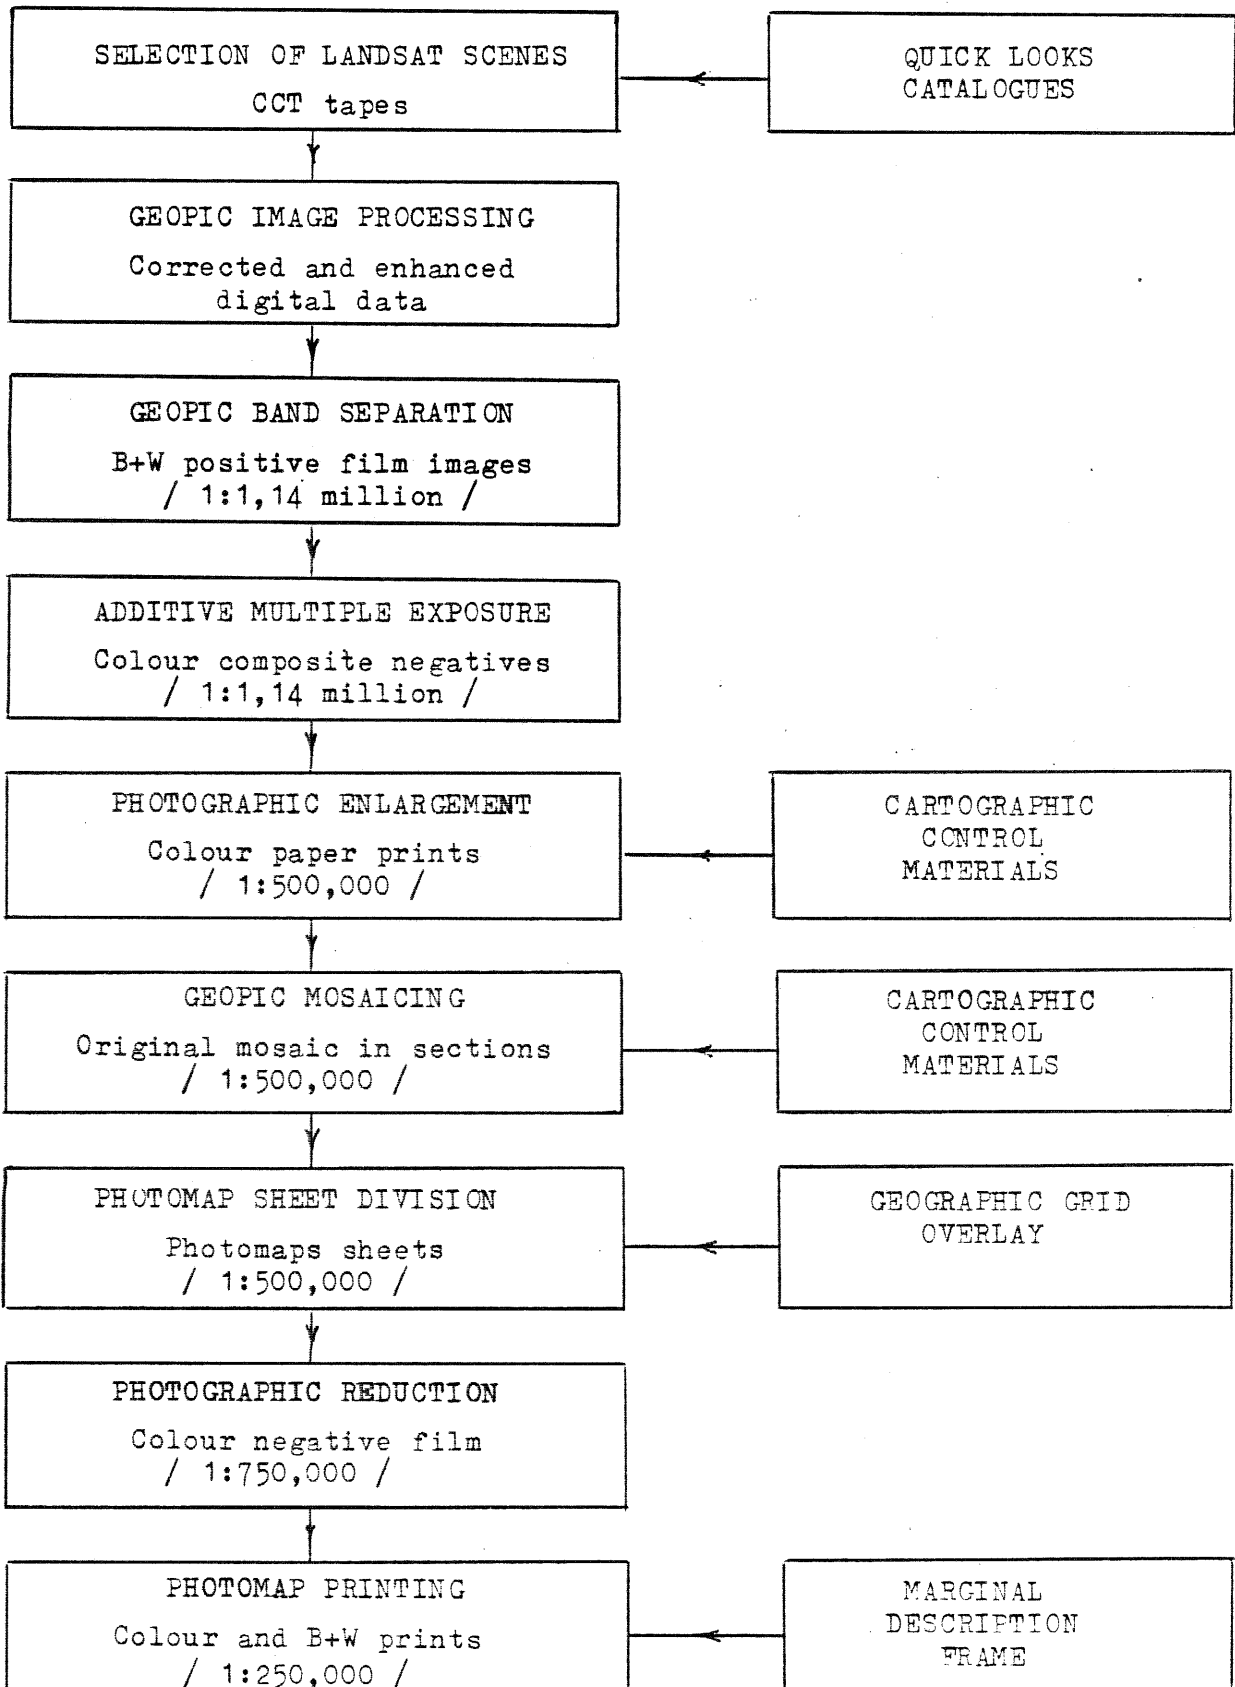 SELECTION OF LANDSAT SCENES
CCT tapes
QUICK LOOKS
CATALOGUES
GEOPIC IMAGE PROCESSING
Corrected and enhanced
digital data
GEOPIC BAND SEPARATION
B+W positive film images
/ 1:1,14 million /
ADDITIVE MULTIPLE EXPOSURE
Colour composite negatives
/ 1:1,14 million /
PHOTOGRAPHIC ENLARGEMENT
Colour paper prints
/ 1:500,000 /
CARTOGRAPHIC
CONTROL
MATERIALS
GEOPIC MOSAICING
Original mosaic in sections
/ 1:500,000 /
CARTOGRAPHIC
CONTROL
MATERIALS
PHOTOMAP SHEET DIVISION
Photomaps sheets
/ 1:500,000 /
GEOGRAPHIC GRID
OVERLAY
PHOTOGRAPHIC REDUCTION
Colour negative film
/ 1:750,000 /
PHOTOMAP PRINTING
Colour and B+W prints
/ 1:250,000 /
MARGINAL
DESCRIPTION
FRAME